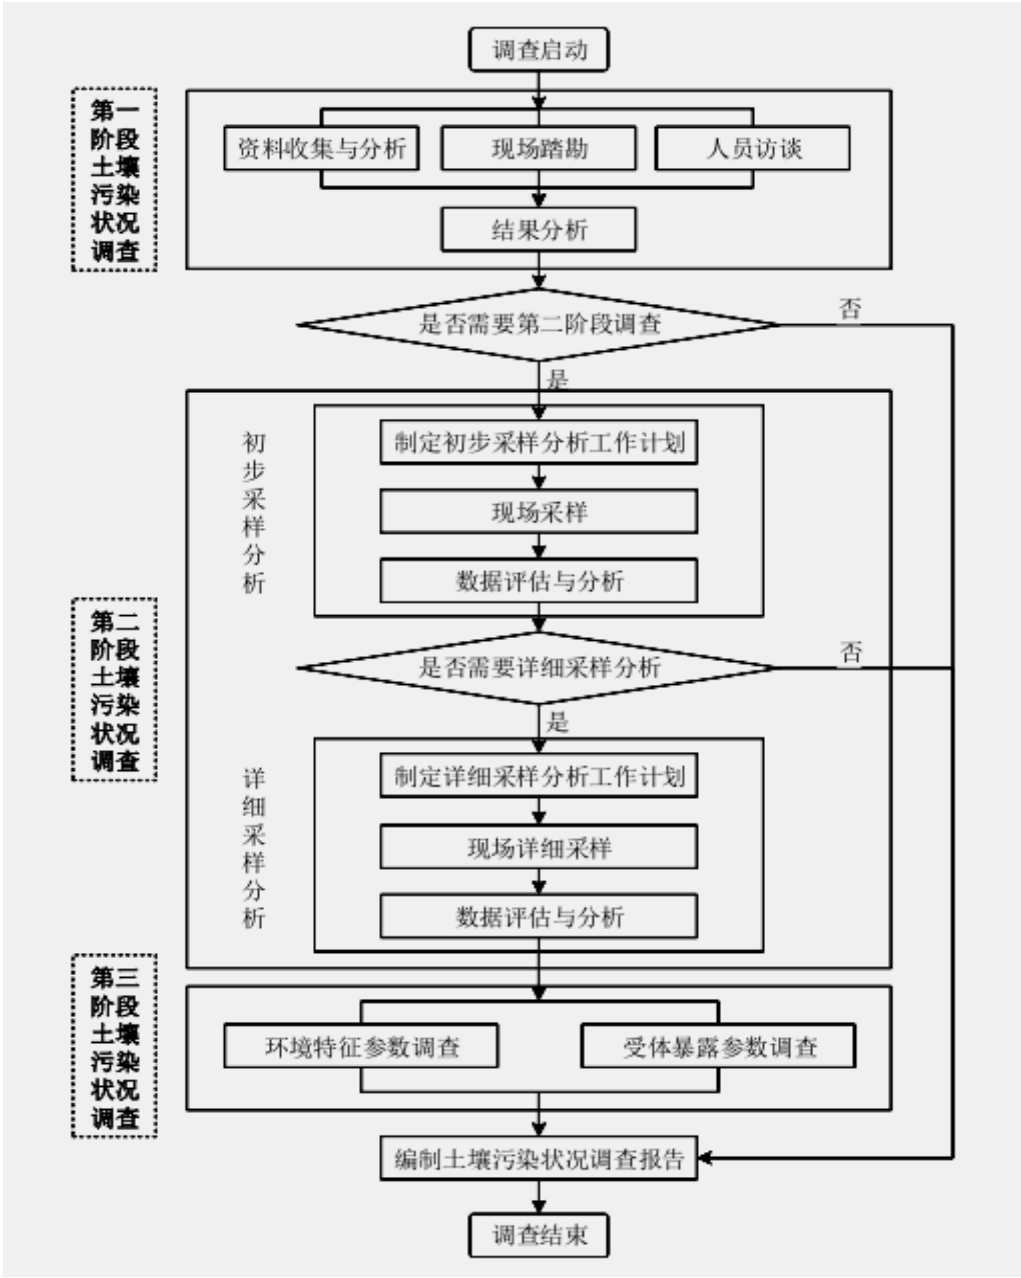 调查启动
第一
阶段
土壤
污染
状况
调查
资料收集与分析
现场踏勘
人员访谈
结果分析
是否需要第二阶段调查
否
是
初
步
采
样
分
析
制定初步采样分析工作计划
现场采样
数据评估与分析
第二
阶段
土壤
污染
状况
调查
是否需要详细采样分析
否
是
详
细
采
样
分
析
制定详细采样分析工作计划
现场详细采样
数据评估与分析
第三
阶段
土壤
污染
状况
调查
环境特征参数调查
受体暴露参数调查
编制土壤污染状况调查报告
调查结束